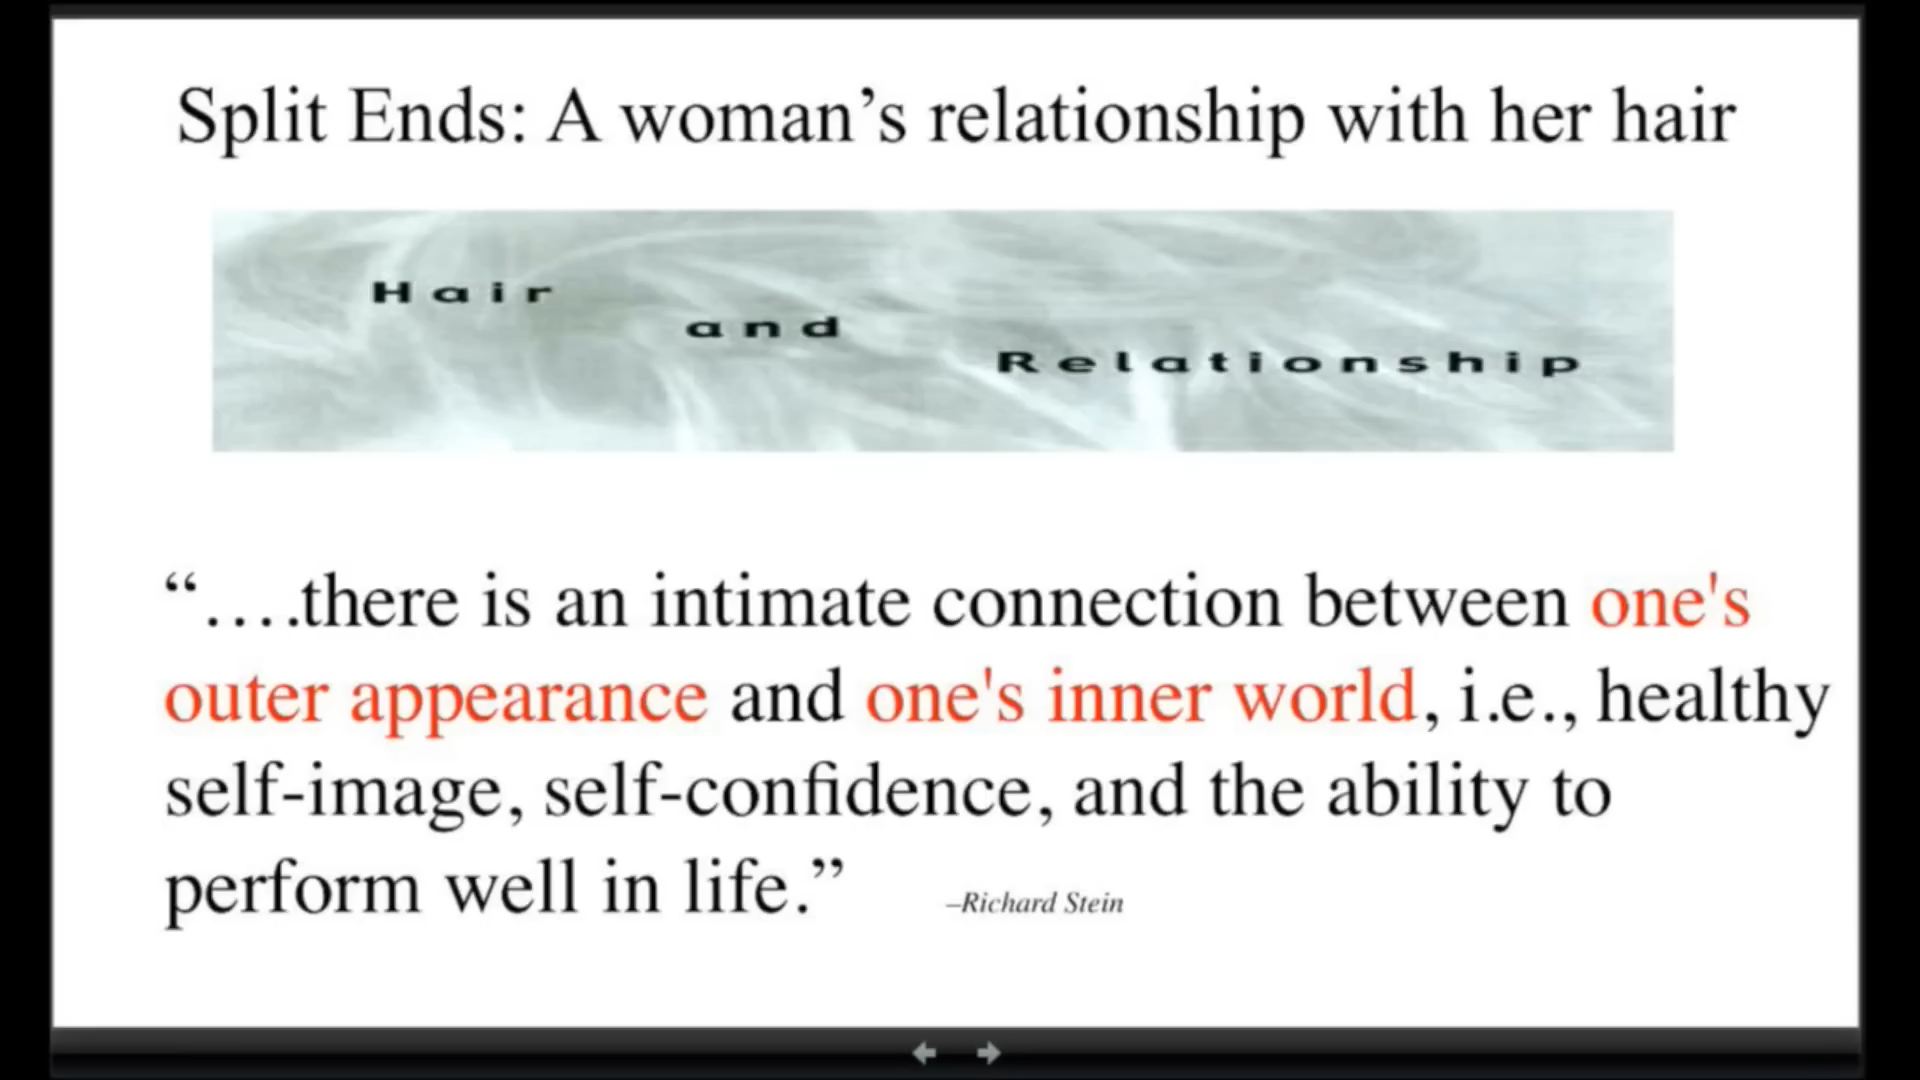 Split Ends: A woman’s relationship with her hair
Hair
and
Relationship
“….there is an intimate connection between one's
outer appearance and one's inner world, i.e., healthy
self-image, self-confidence, and the ability to
perform well in life.” –Richard Stein